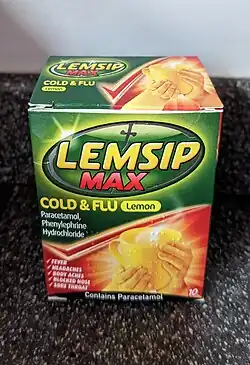 LEMSIP
MAX
COLD & FLU
Lemon
LEMSIP
MAX
COLD & FLU Lemon
Paracetamol,
Phenylephrine
Hydrochloride
✓ FEVER
✓ HEADACHES
✓ BODY ACHES
✓ BLOCKED NOSE
✓ SORE THROAT
10
Contains Paracetamol